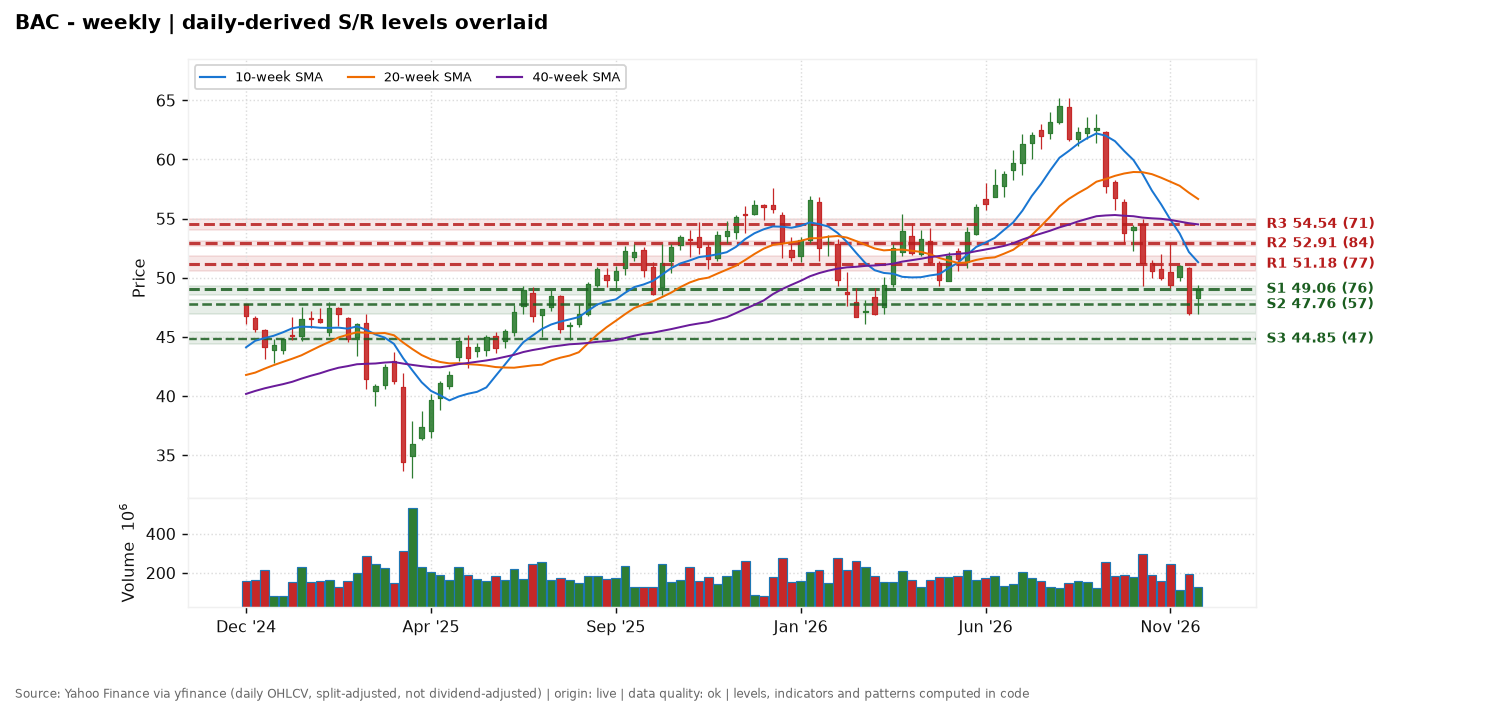 BAC - weekly | daily-derived S/R levels overlaid
10-week SMA
20-week SMA
40-week SMA
Price
65
60
55
50
45
40
35
R3 54.54 (71)
R2 52.91 (84)
R1 51.18 (77)
S1 49.06 (76)
S2 47.76 (57)
S3 44.85 (47)
Volume 10⁶
400
200
Dec '24
Apr '25
Sep '25
Jan '26
Jun '26
Nov '26
Source: Yahoo Finance via yfinance (daily OHLCV, split-adjusted, not dividend-adjusted) | origin: live | data quality: ok | levels, indicators and patterns computed in code